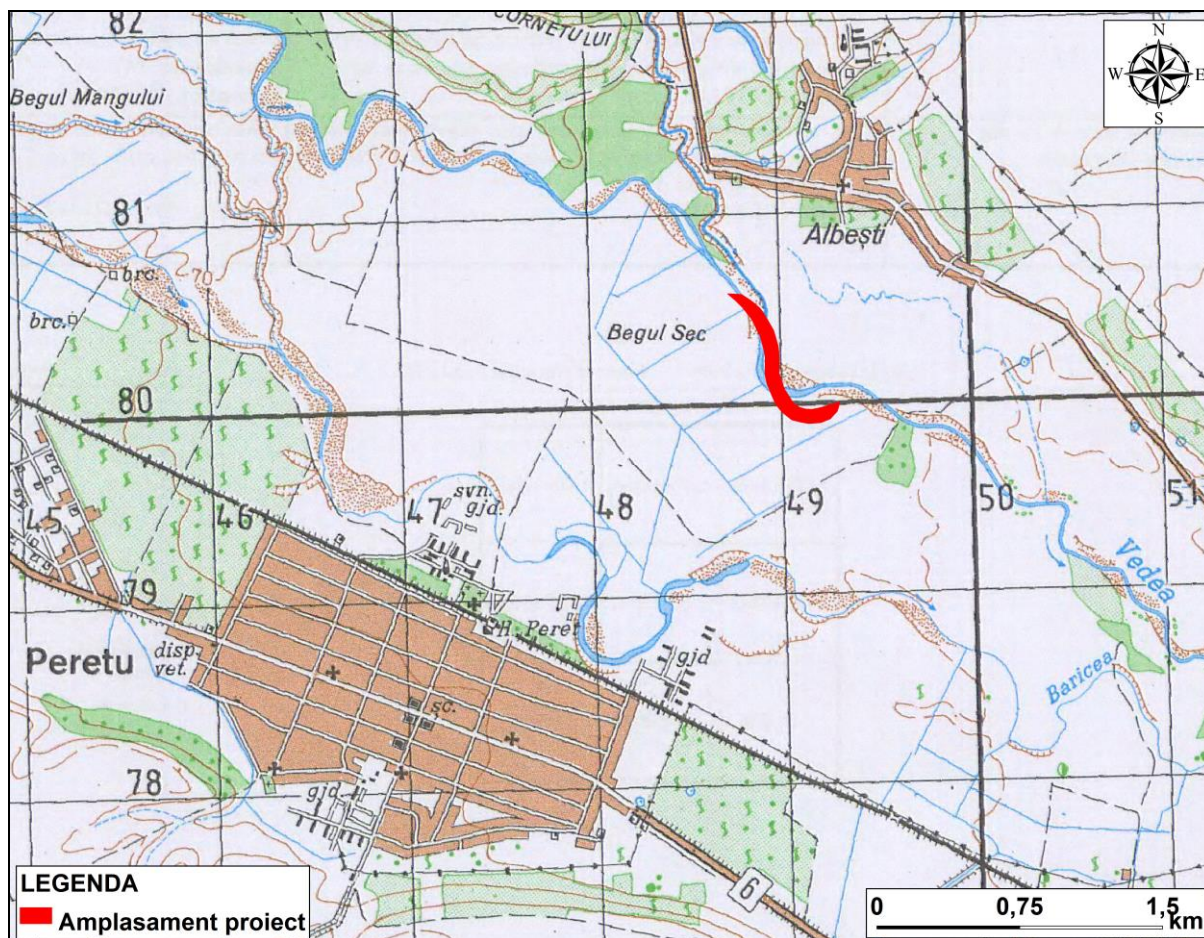 82
CORNETULUI
N
W E
S
Begul Mangului
70
81
Albești
brc.
70
brc.
Begul Sec
80
svn.
gjd.
45
46
47
48
49
50
51
Vedea
79
H. Peret
disp.
vet.
Peretu
gjd
Baricea
sc.
78
gjd
6
LEGENDA
Amplasament proiect
0 0,75 1,5
km